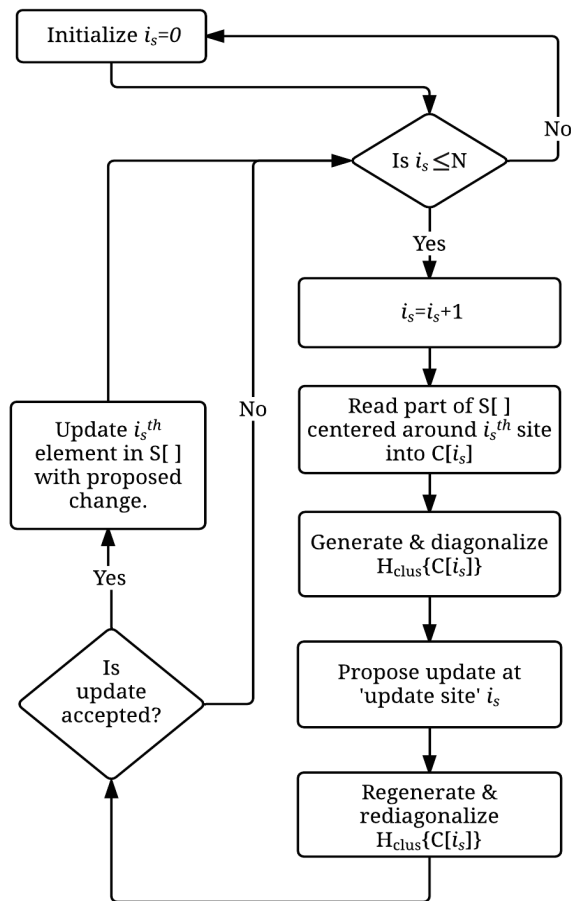 Initialize i_s=0
No
Is i_s ≤N
Yes
i_s=i_s+1
Read part of S[ ]
centered around i_s^th site
into C[i_s]
Generate & diagonalize
H_clus{C[i_s]}
Propose update at
'update site' i_s
Regenerate &
rediagonalize
H_clus{C[i_s]}
Is
update
accepted?
No
Yes
Update i_s^th
element in S[ ]
with proposed
change.